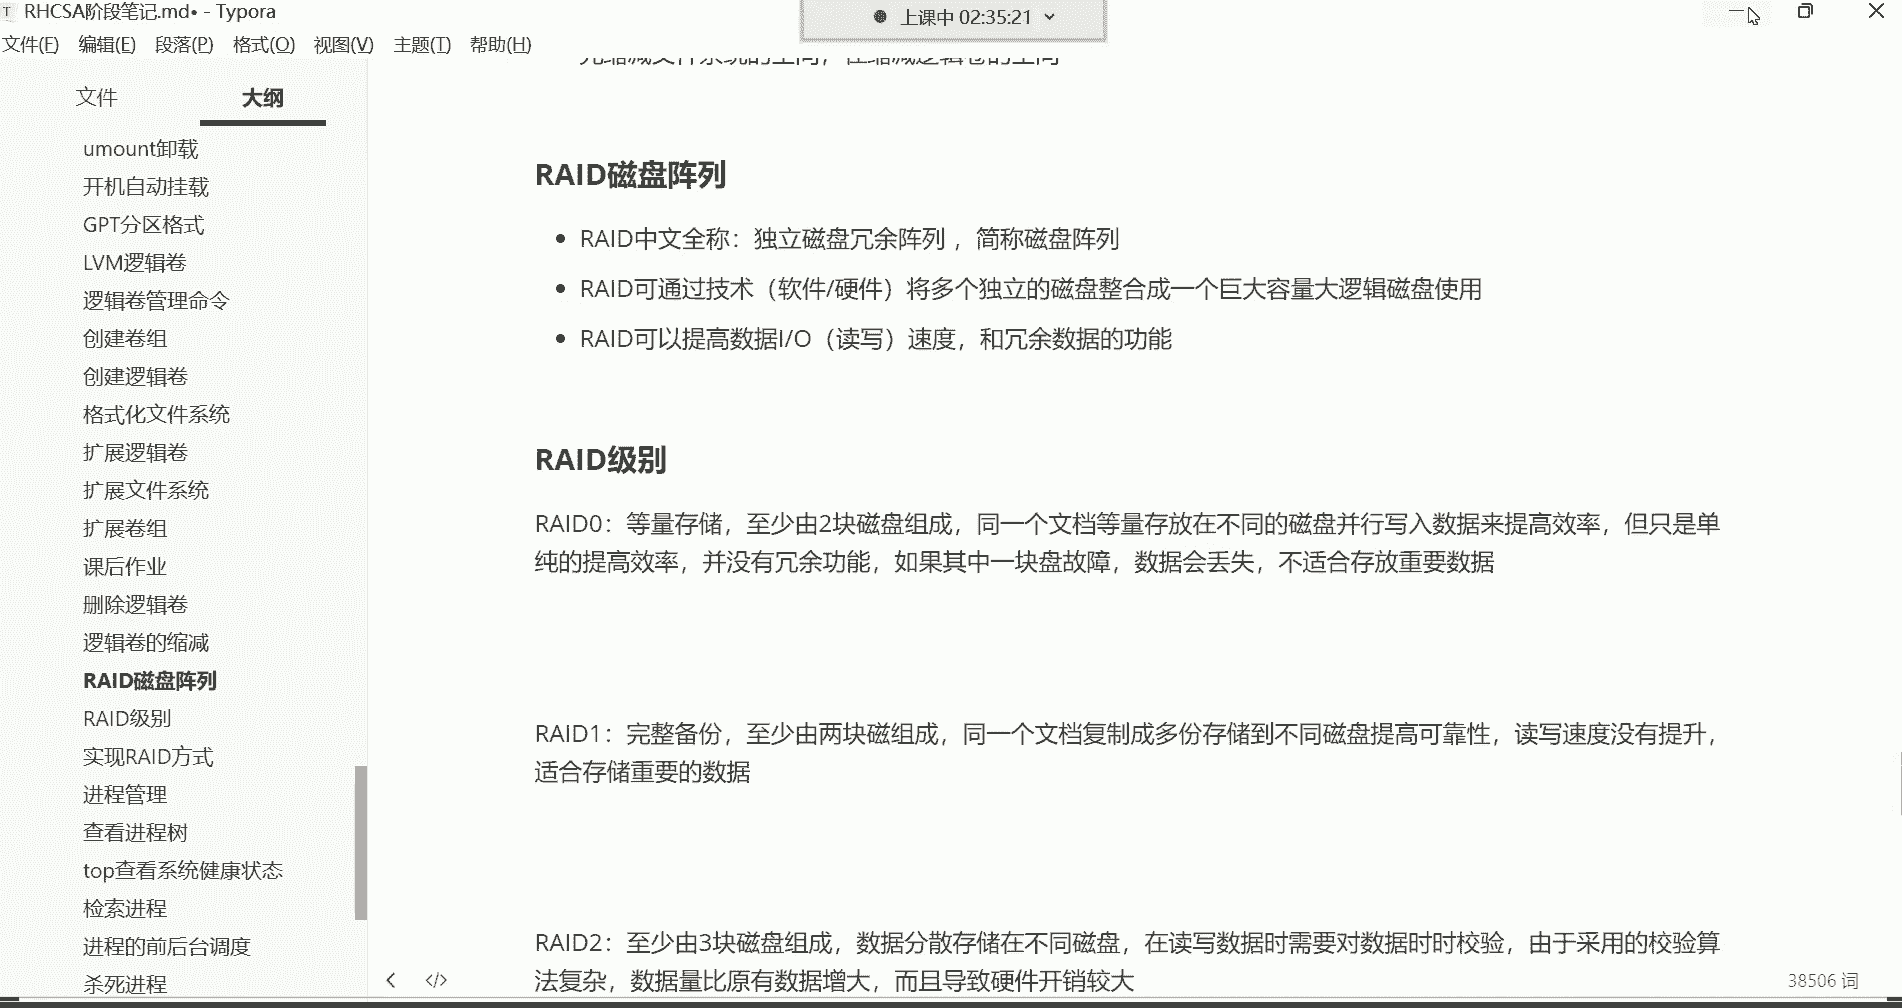 RHCSA阶段笔记.md• - Typora
上课中 02:35:21
文件(F) 编辑(E) 段落(P) 格式(O) 视图(V) 主题(T) 帮助(H)
文件 大纲
umount卸载
开机自动挂载
GPT分区格式
LVM逻辑卷
逻辑卷管理命令
创建卷组
创建逻辑卷
格式化文件系统
扩展逻辑卷
扩展文件系统
扩展卷组
课后作业
删除逻辑卷
逻辑卷的缩减
RAID磁盘阵列
RAID级别
实现RAID方式
进程管理
查看进程树
top查看系统健康状态
检索进程
进程的前后台调度
杀死进程
RAID磁盘阵列
RAID中文全称：独立磁盘冗余阵列 ，简称磁盘阵列
RAID可通过技术（软件/硬件）将多个独立的磁盘整合成一个巨大容量大逻辑磁盘使用
RAID可以提高数据I/O（读写）速度，和冗余数据的功能
RAID级别
RAID0：等量存储，至少由2块磁盘组成，同一个文档等量存放在不同的磁盘并行写入数据来提高效率，但只是单
纯的提高效率，并没有冗余功能，如果其中一块盘故障，数据会丢失，不适合存放重要数据
RAID1：完整备份，至少由两块磁组成，同一个文档复制成多份存储到不同磁盘提高可靠性，读写速度没有提升，
适合存储重要的数据
RAID2：至少由3块磁盘组成，数据分散存储在不同磁盘，在读写数据时需要对数据时时校验，由于采用的校验算
法复杂，数据量比原有数据增大，而且导致硬件开销较大
38506 词